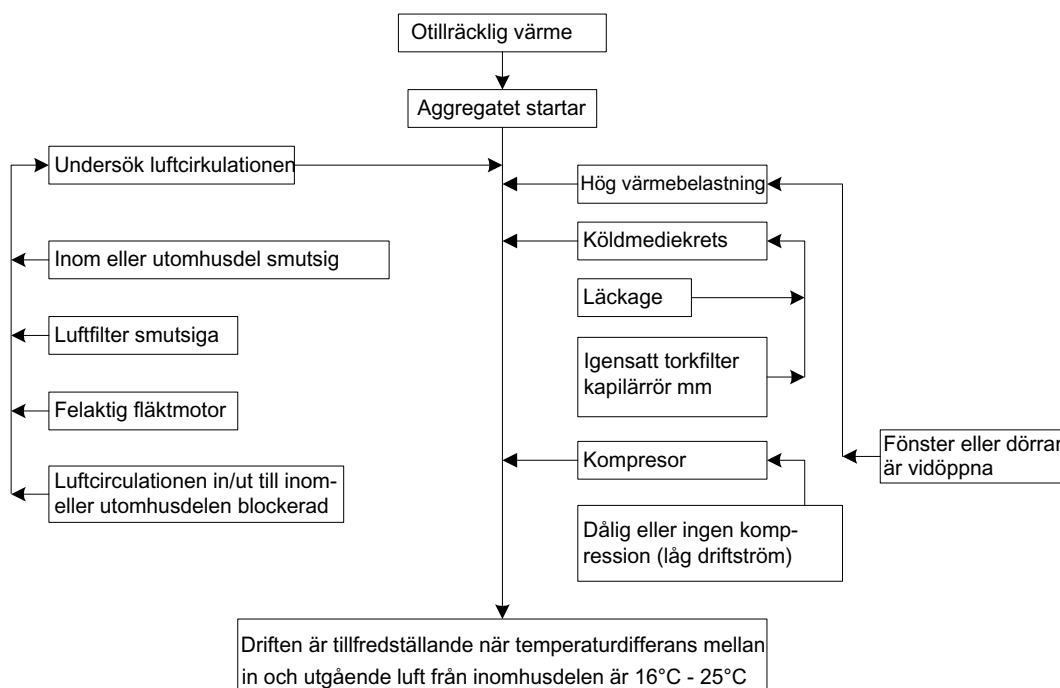 Otillräcklig värme
Aggregatet startar
Undersök luftcirkulationen
Inom eller utomhusdel smutsig
Luftfilter smutsiga
Felaktig fläktmotor
Luftcirculationen in/ut till inom-
eller utomhusdelen blockerad
Hög värmebelastning
Köldmediekrets
Läckage
Igensatt torkfilter
kapilärrör mm
Kompresor
Dålig eller ingen komp-
ression (låg driftström)
Fönster eller dörrar
är vidöppna
Driften är tillfredställande när temperaturdifferans mellan
in och utgående luft från inomhusdelen är 16°C - 25°C